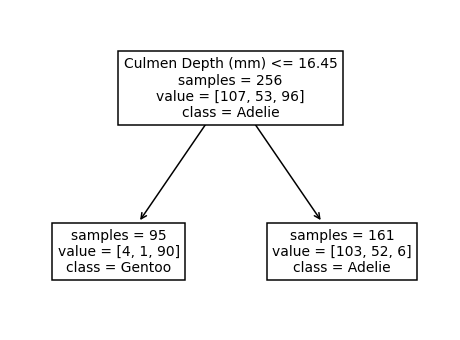 Culmen Depth (mm) <= 16.45
samples = 256
value = [107, 53, 96]
class = Adelie
samples = 95
value = [4, 1, 90]
class = Gentoo
samples = 161
value = [103, 52, 6]
class = Adelie